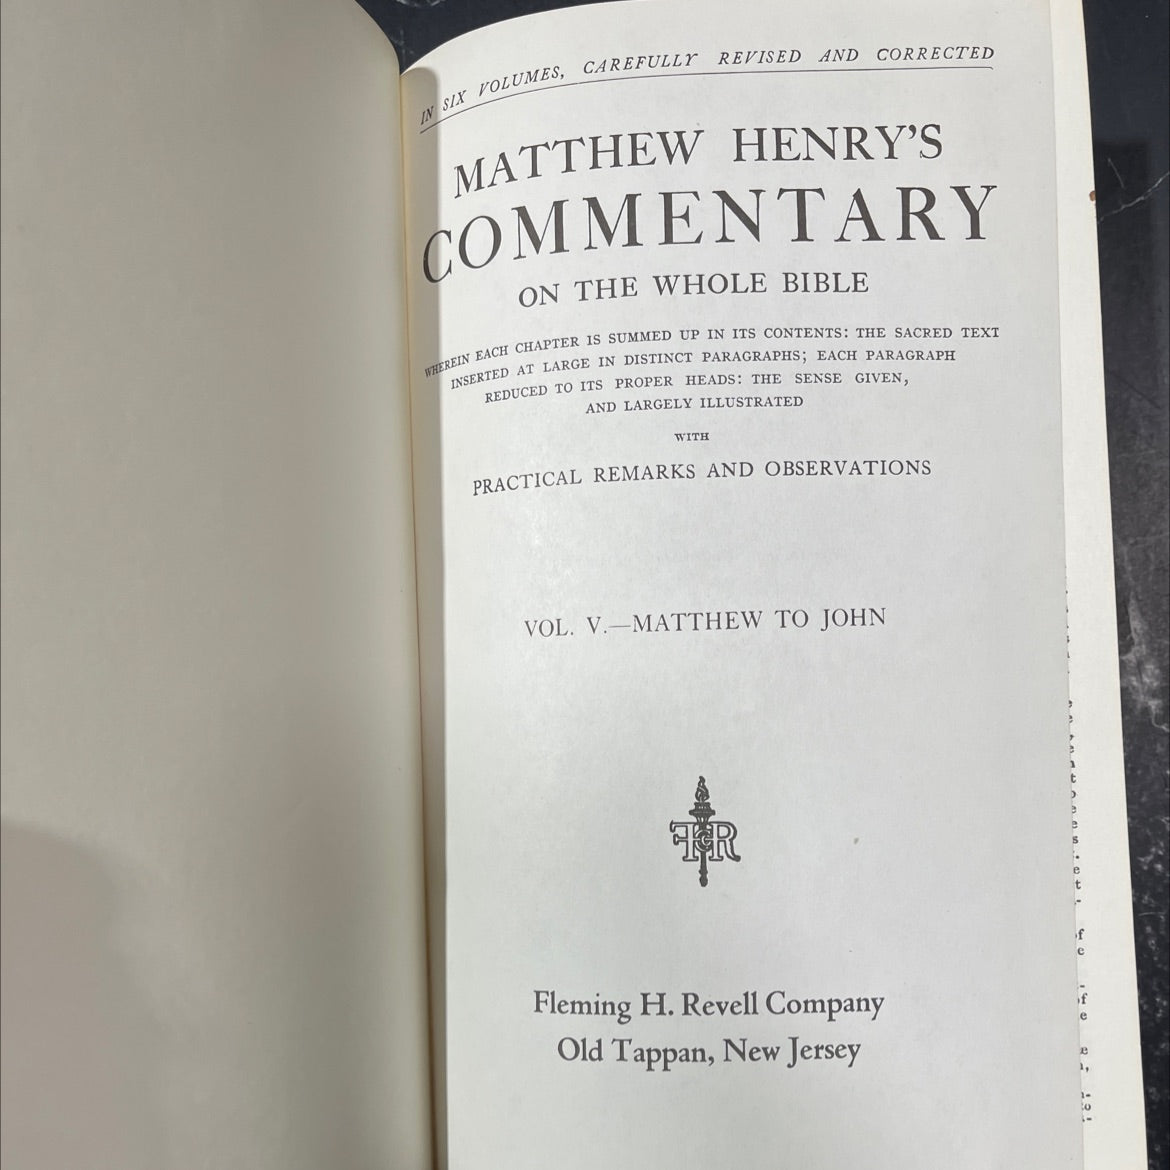 IN SIX VOLUMES, CAREFULLY REVISED AND CORRECTED
MATTHEW HENRY'S
COMMENTARY
ON THE WHOLE BIBLE
WHEREIN EACH CHAPTER IS SUMMED UP IN ITS CONTENTS: THE SACRED TEXT
INSERTED AT LARGE IN DISTINCT PARAGRAPHS; EACH PARAGRAPH
REDUCED TO ITS PROPER HEADS: THE SENSE GIVEN,
AND LARGELY ILLUSTRATED
WITH
PRACTICAL REMARKS AND OBSERVATIONS
VOL. V.—MATTHEW TO JOHN
FGR
Fleming H. Revell Company
Old Tappan, New Jersey